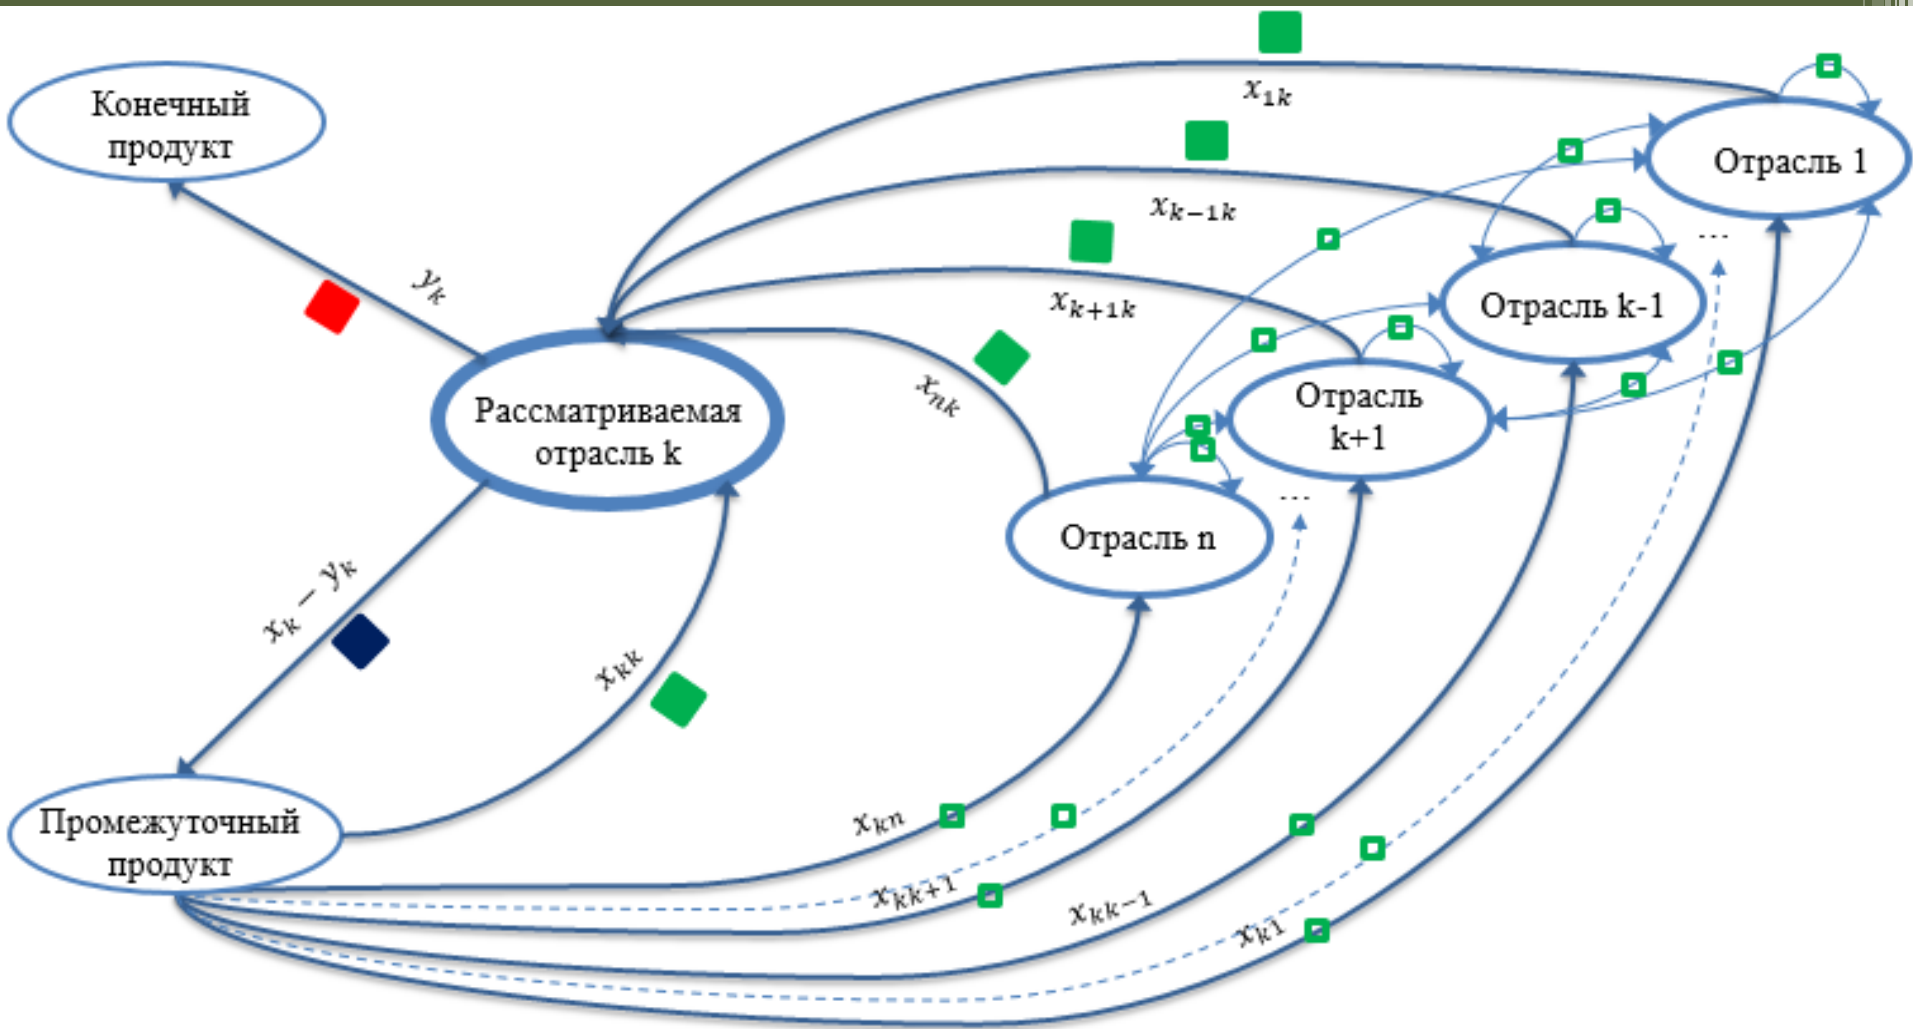 Конечный
продукт
x₁ₖ
Отрасль 1
xₖ₋₁ₖ
...
yₖ
xₖ₊₁ₖ
Отрасль k-1
xₙₖ
Рассматриваемая
отрасль k
Отрасль
k+1
...
Отрасль n
xₖ − yₖ
xₖₖ
Промежуточный
продукт
xₖₙ
xₖₖ₊₁
xₖₖ₋₁
xₖ₁